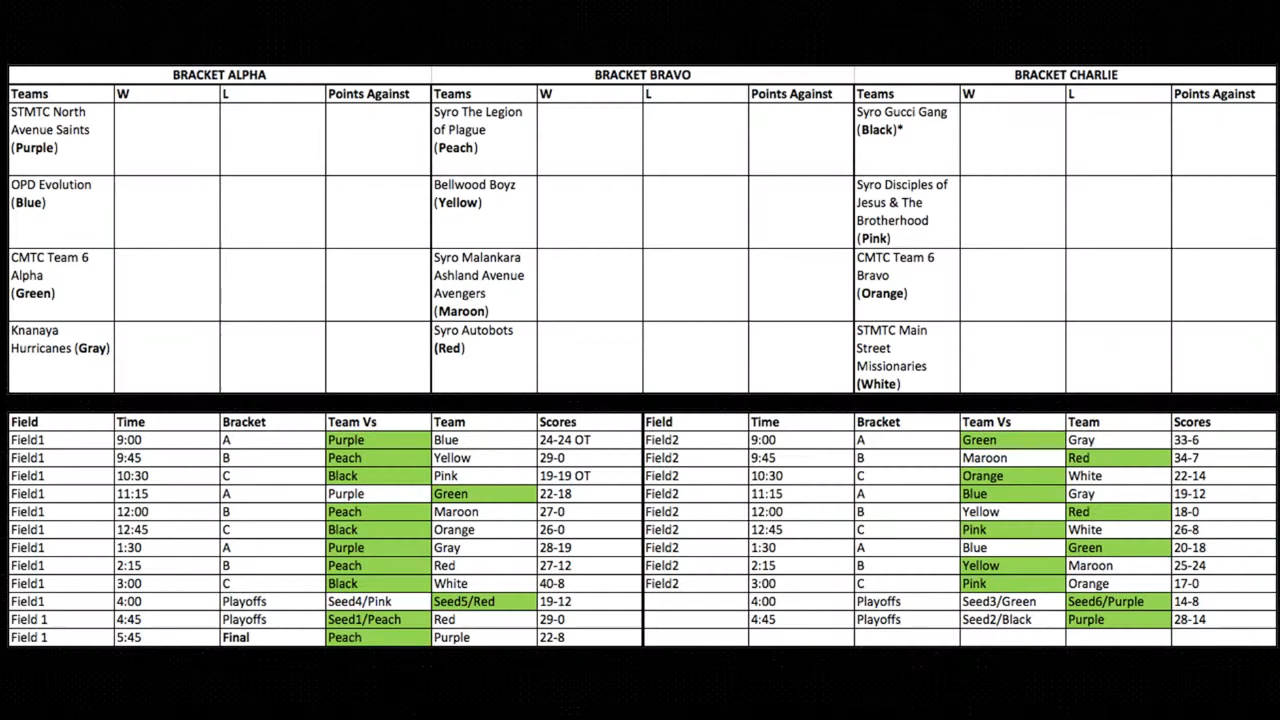 BRACKET ALPHA BRACKET BRAVO BRACKET CHARLIE
Teams W L Points Against Teams W L Points Against Teams W L Points Against
STMTC North Syro The Legion Syro Gucci Gang
Avenue Saints of Plague (Black)*
(Purple) (Peach)
OPD Evolution Bellwood Boyz Syro Disciples of
(Blue) (Yellow) Jesus & The
Brotherhood
(Pink)
CMTC Team 6 Syro Malankara CMTC Team 6
Alpha Ashland Avenue Bravo
(Green) Avengers (Orange)
(Maroon)
Knanaya Syro Autobots STMTC Main
Hurricanes (Gray) (Red) Street
Missionaries
(White)
Field Time Bracket Team Vs Team Scores Field Time Bracket Team Vs Team Scores
Field1 9:00 A Purple Blue 24-24 OT Field2 9:00 A Green Gray 33-6
Field1 9:45 B Peach Yellow 29-0 Field2 9:45 B Maroon Red 34-7
Field1 10:30 C Black Pink 19-19 OT Field2 10:30 C Orange White 22-14
Field1 11:15 A Purple Green 22-18 Field2 11:15 A Blue Gray 19-12
Field1 12:00 B Peach Maroon 27-0 Field2 12:00 B Yellow Red 18-0
Field1 12:45 C Black Orange 26-0 Field2 12:45 C Pink White 26-8
Field1 1:30 A Purple Gray 28-19 Field2 1:30 A Blue Green 20-18
Field1 2:15 B Peach Red 27-12 Field2 2:15 B Yellow Maroon 25-24
Field1 3:00 C Black White 40-8 Field2 3:00 C Pink Orange 17-0
Field1 4:00 Playoffs Seed4/Pink Seed5/Red 19-12 4:00 Playoffs Seed3/Green Seed6/Purple 14-8
Field 1 4:45 Playoffs Seed1/Peach Red 29-0 4:45 Playoffs Seed2/Black Purple 28-14
Field 1 5:45 Final Peach Purple 22-8